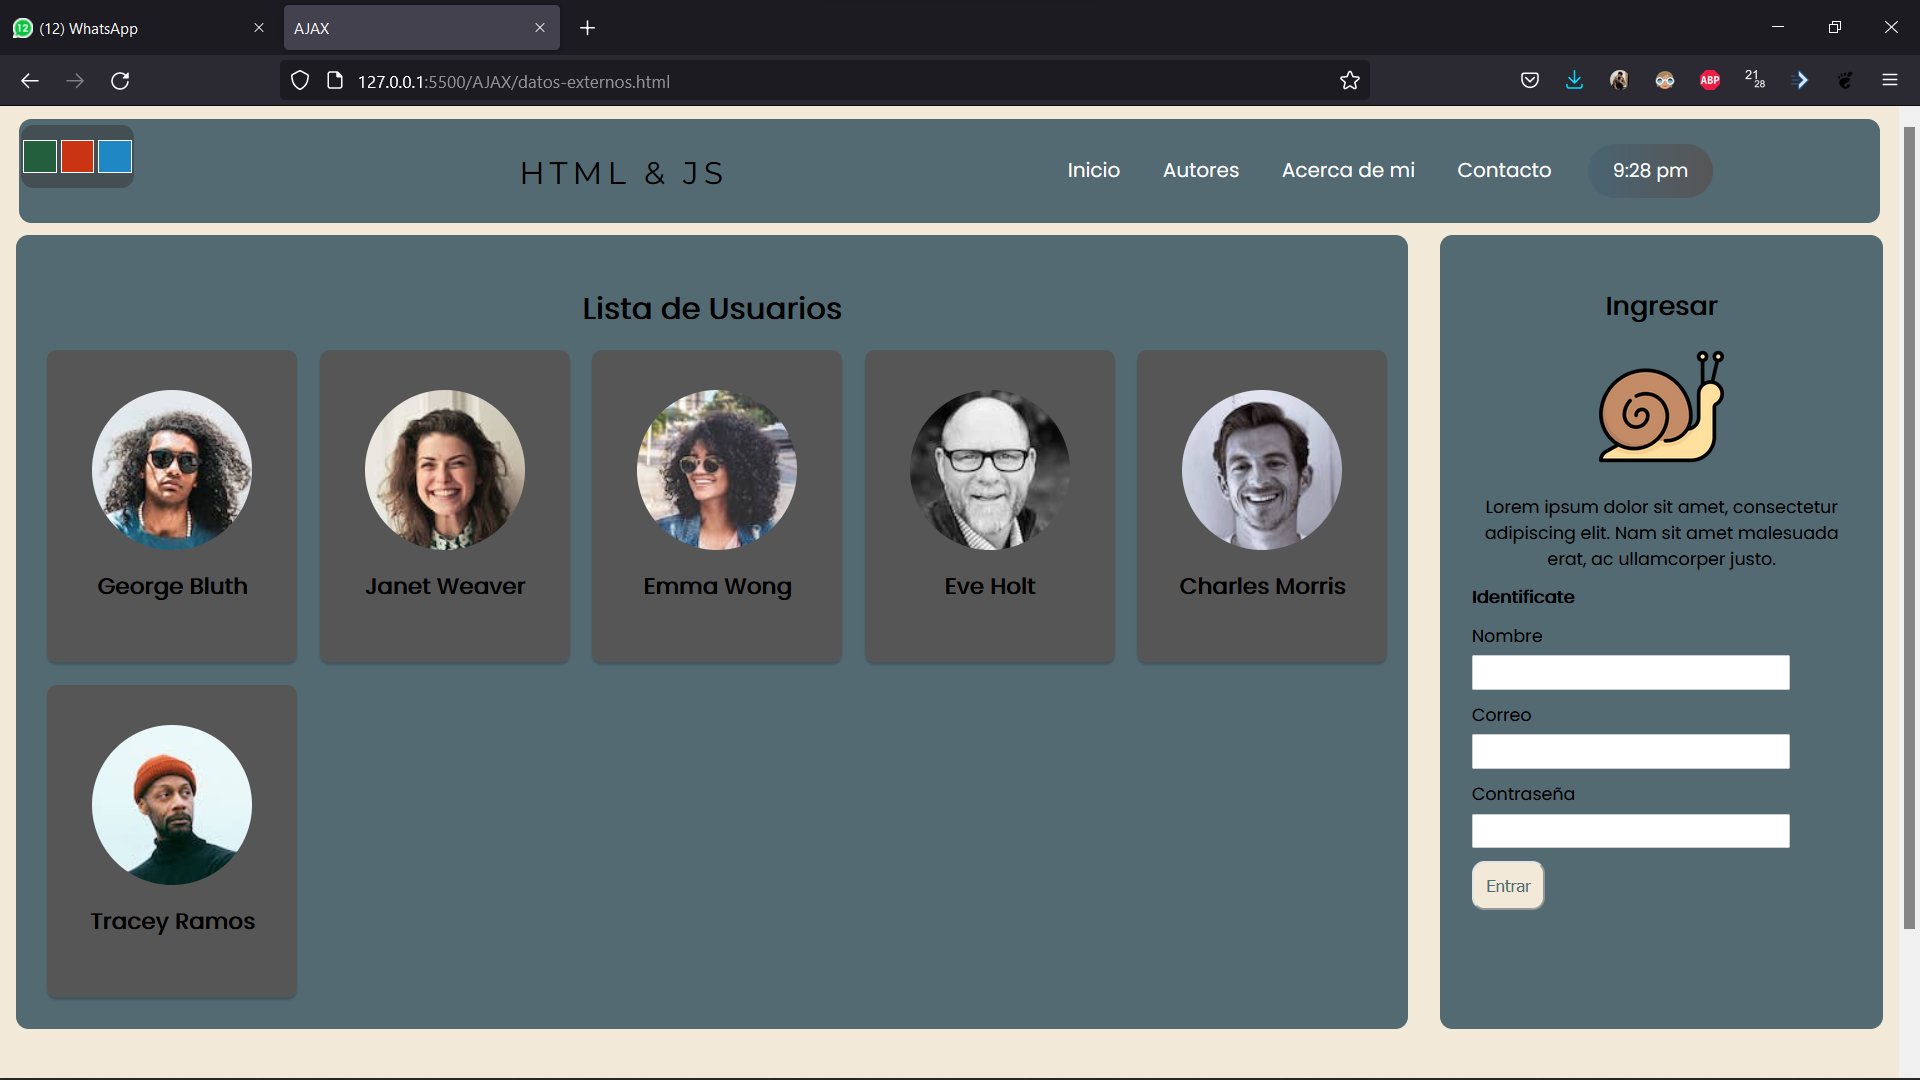 (12) WhatsApp
AJAX
127.0.0.1:5500/AJAX/datos-externos.html
ABP
21
28
HTML & JS
Inicio
Autores
Acerca de mi
Contacto
9:28 pm
Lista de Usuarios
George Bluth
Janet Weaver
Emma Wong
Eve Holt
Charles Morris
Tracey Ramos
Ingresar
Lorem ipsum dolor sit amet, consectetur
adipiscing elit. Nam sit amet malesuada
erat, ac ullamcorper justo.
Identificate
Nombre
Correo
Contraseña
Entrar